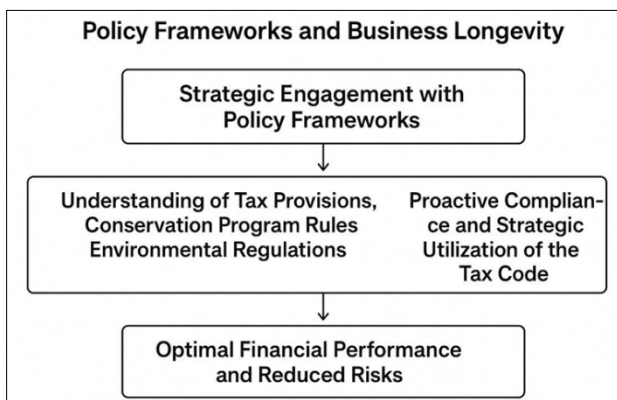 Policy Frameworks and Business Longevity
Strategic Engagement with
Policy Frameworks
Understanding of Tax Provisions,
Conservation Program Rules
Environmental Regulations
Proactive Complian-
ce and Strategic
Utilization of the
Tax Code
Optimal Financial Performance
and Reduced Risks